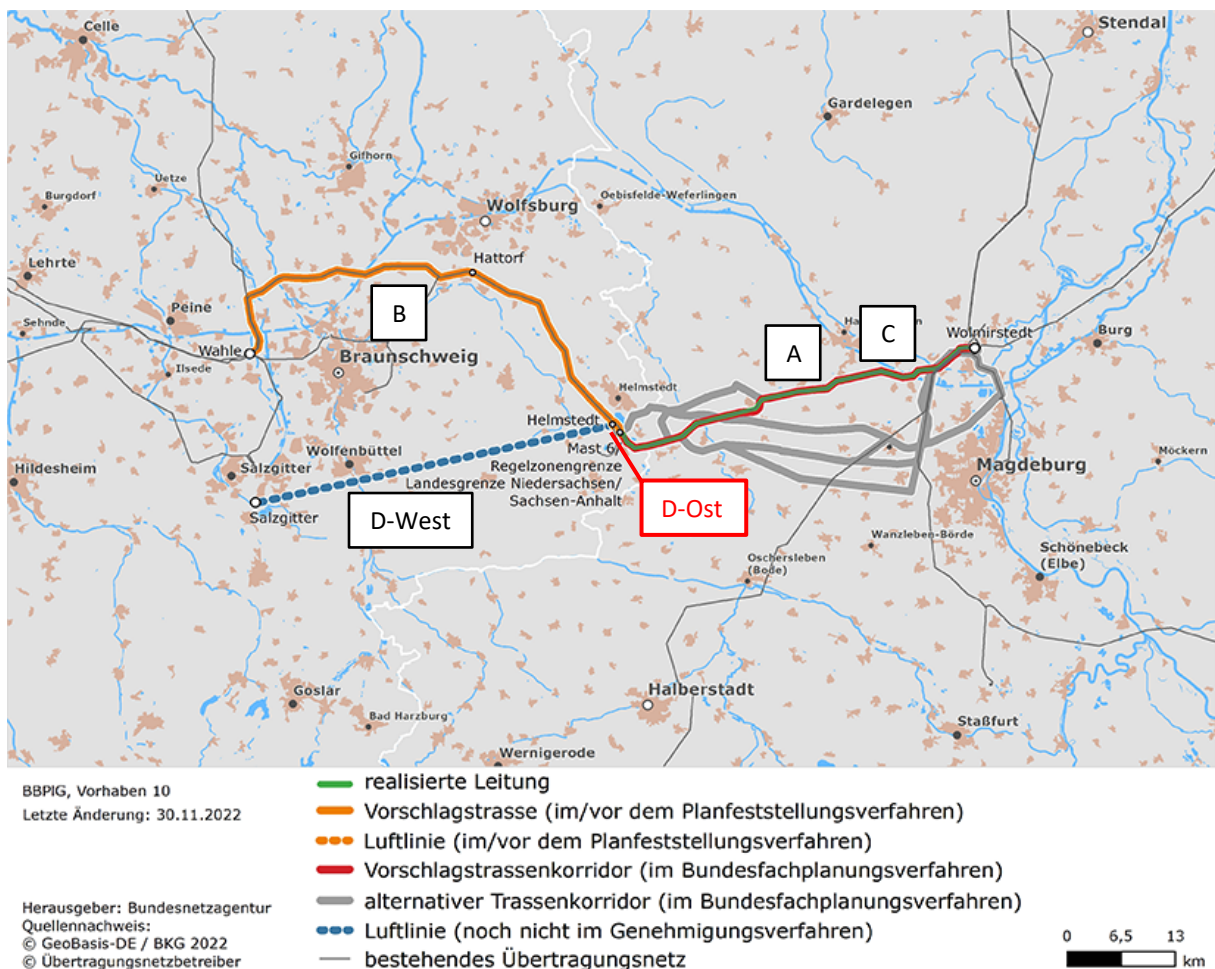 Celle
Stendal
Gardelegen
Gifhorn
Uetze
Burgdorf
Oebisfelde-Weferlingen
Wolfsburg
Hattorf
Lehrte
Peine
B
Sehnde
A
C
Wolmirstedt
Burg
Wahle
Braunschweig
Ilsede
Helmstedt
Helmstedt
Mast 6/
Regelzonengrenze
Landesgrenze Niedersachsen/
Sachsen-Anhalt
Wolfenbüttel
Salzgitter
Hildesheim
Magdeburg
Möckern
Salzgitter
D-West
D-Ost
Wanzleben-Börde
Oschersleben
(Bode)
Schönebeck
(Elbe)
Goslar
Halberstadt
Bad Harzburg
Staßfurt
Wernigerode
BBPlG, Vorhaben 10
Letzte Änderung: 30.11.2022
realisierte Leitung
Vorschlagstrasse (im/vor dem Planfeststellungsverfahren)
Luftlinie (im/vor dem Planfeststellungsverfahren)
Vorschlagstrassenkorridor (im Bundesfachplanungsverfahren)
alternativer Trassenkorridor (im Bundesfachplanungsverfahren)
Luftlinie (noch nicht im Genehmigungsverfahren)
bestehendes Übertragungsnetz
Herausgeber: Bundesnetzagentur
Quellennachweis:
© GeoBasis-DE / BKG 2022
© Übertragungsnetzbetreiber
0 6,5 13
km